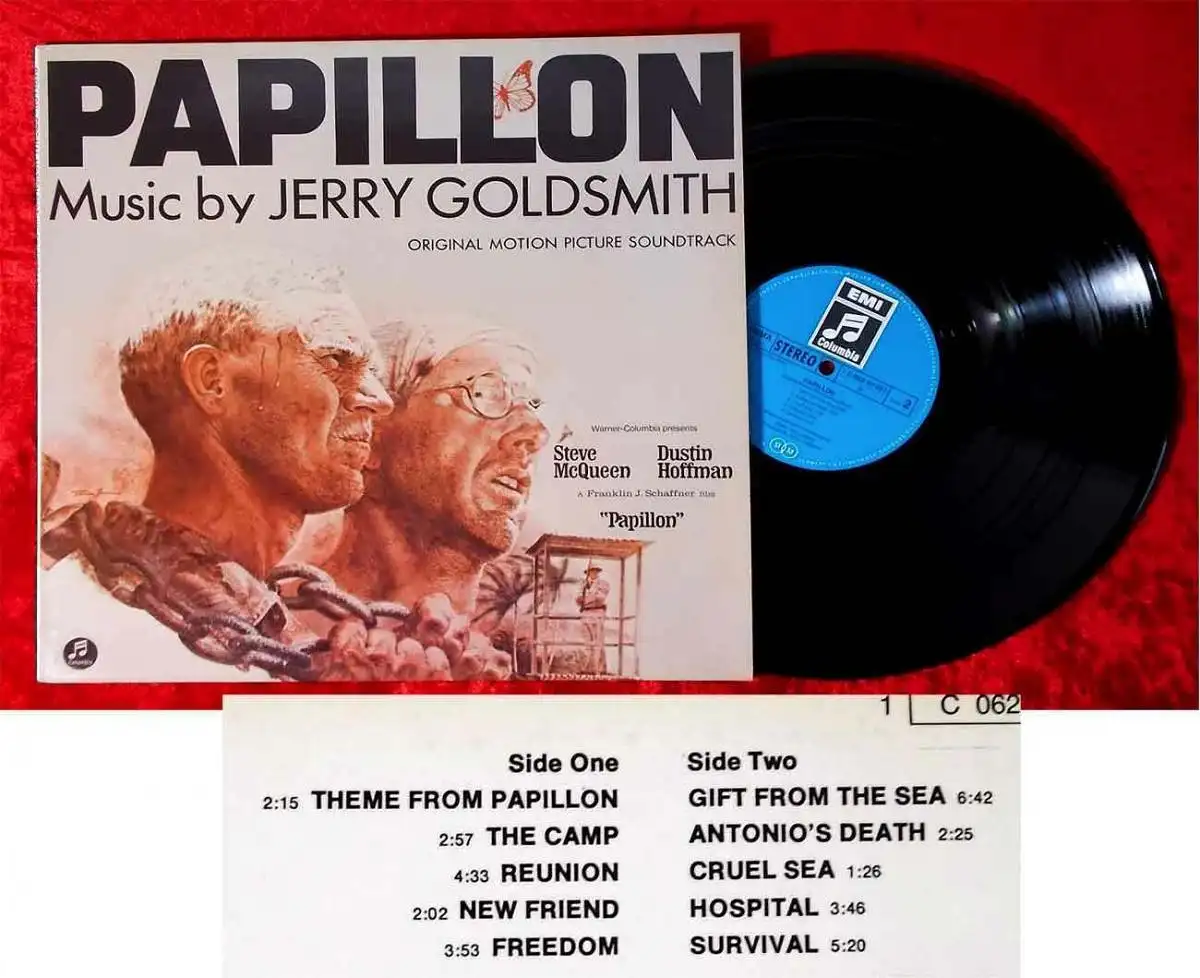 PAPILLON
Music by JERRY GOLDSMITH
ORIGINAL MOTION PICTURE SOUNDTRACK
Warner-Columbia presents
Steve McQueen
Dustin Hoffman
A Franklin J. Schaffner film
"Papillon"
Columbia
EMI
Columbia
STEREO
PAPILLON
2
1 C 062
Side One
2:15 THEME FROM PAPILLON
2:57 THE CAMP
4:33 REUNION
2:02 NEW FRIEND
3:53 FREEDOM
Side Two
GIFT FROM THE SEA 6:42
ANTONIO'S DEATH 2:25
CRUEL SEA 1:26
HOSPITAL 3:46
SURVIVAL 5:20